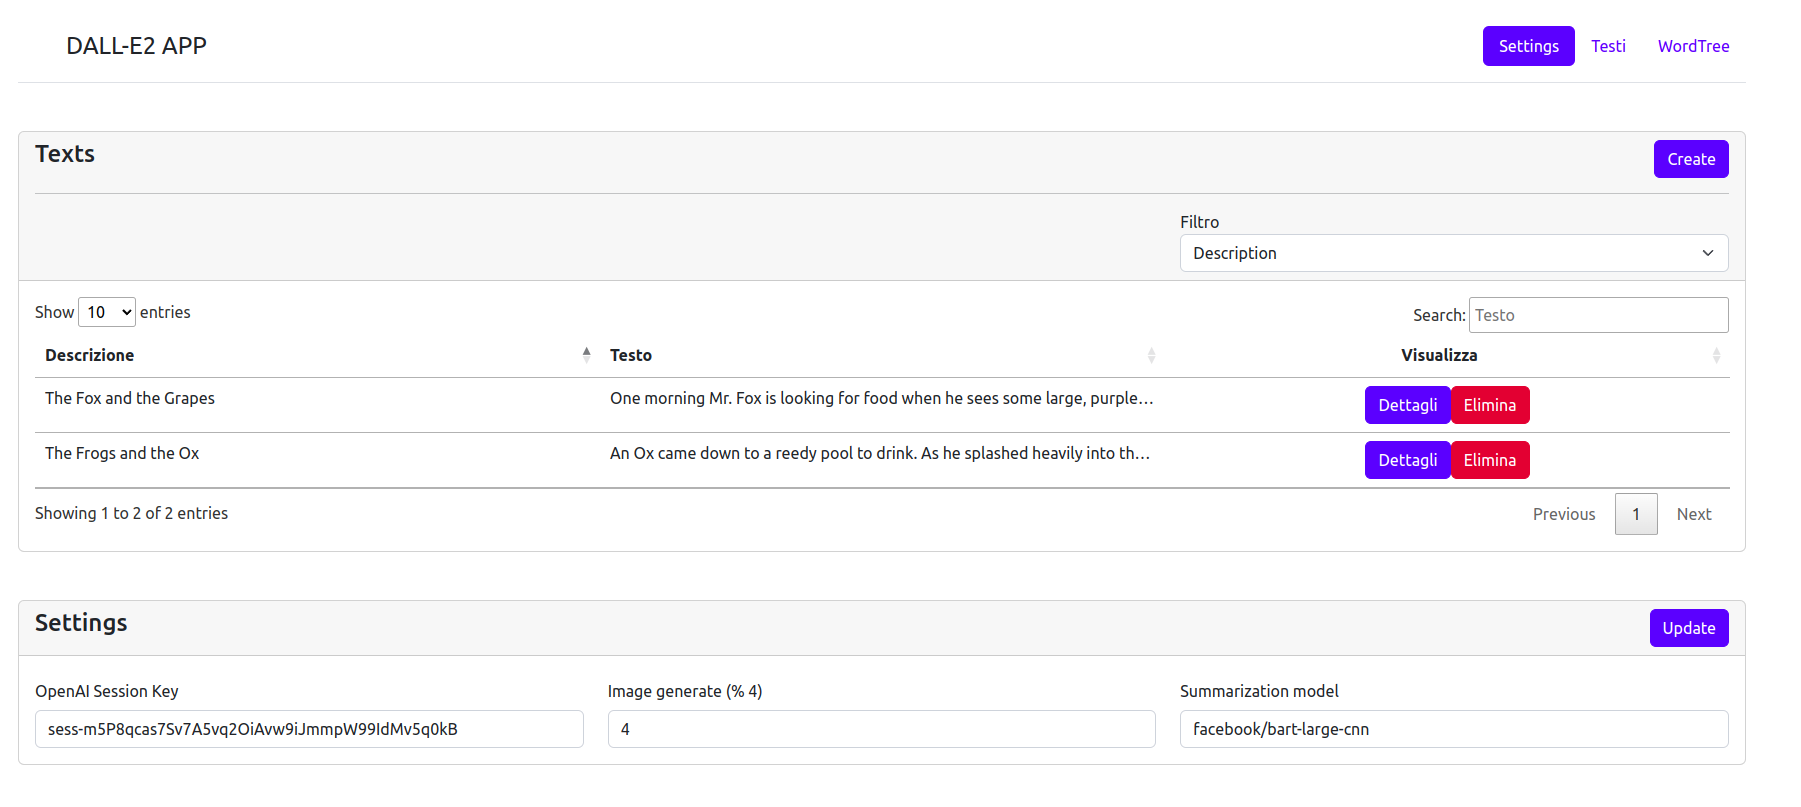 DALL-E2 APP
Settings Testi WordTree
Texts
Create
Filtro
Description
Show 10 entries
Search: Testo
Descrizione Testo Visualizza
The Fox and the Grapes One morning Mr. Fox is looking for food when he sees some large, purple... Dettagli Elimina
The Frogs and the Ox An Ox came down to a reedy pool to drink. As he splashed heavily into th... Dettagli Elimina
Showing 1 to 2 of 2 entries
Previous 1 Next
Settings
Update
OpenAI Session Key Image generate (% 4) Summarization model
sess-m5P8qcas7Sv7A5vq2OiAvw9iJmmpW99IdMv5q0kB 4 facebook/bart-large-cnn